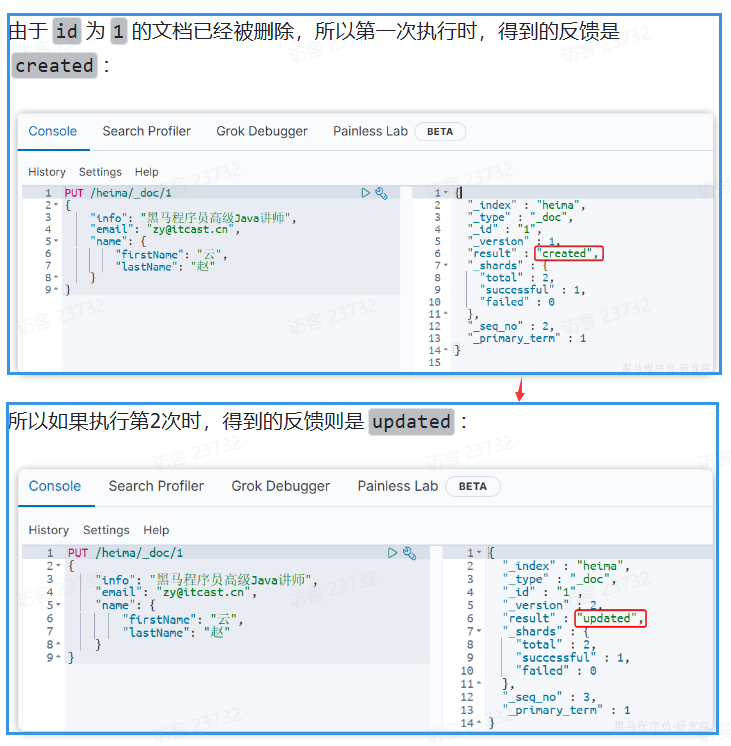 由于 id 为 1 的文档已经被删除，所以第一次执行时，得到的反馈是
created ：
Console Search Profiler Grok Debugger Painless Lab BETA
History Settings Help
1 PUT /heima/_doc/1
2 {
3 "info": "黑马程序员高级Java讲师",
4 "email": "zy@itcast.cn",
5 "name": {
6 "firstName": "云",
7 "lastName": "赵"
8 }
9 }
1 {
2 "_index" : "heima",
3 "_type" : "_doc",
4 "_id" : "1",
5 "_version" : 1,
6 "result" : "created",
7 "_shards" : {
8 "total" : 2,
9 "successful" : 1,
10 "failed" : 0
11 },
12 "_seq_no" : 2,
13 "_primary_term" : 1
14 }
15
黑马程序员-研究院
所以如果执行第2次时，得到的反馈则是 updated ：
Console Search Profiler Grok Debugger Painless Lab BETA
History Settings Help
1 PUT /heima/_doc/1
2 {
3 "info": "黑马程序员高级Java讲师",
4 "email": "zy@itcast.cn",
5 "name": {
6 "firstName": "云",
7 "lastName": "赵"
8 }
9 }
1 {
2 "_index" : "heima",
3 "_type" : "_doc",
4 "_id" : "1",
5 "_version" : 2,
6 "result" : "updated",
7 "_shards" : {
8 "total" : 2,
9 "successful" : 1,
10 "failed" : 0
11 },
12 "_seq_no" : 3,
13 "_primary_term" : 1
14 }
黑马程序员-研究院
访客 23732